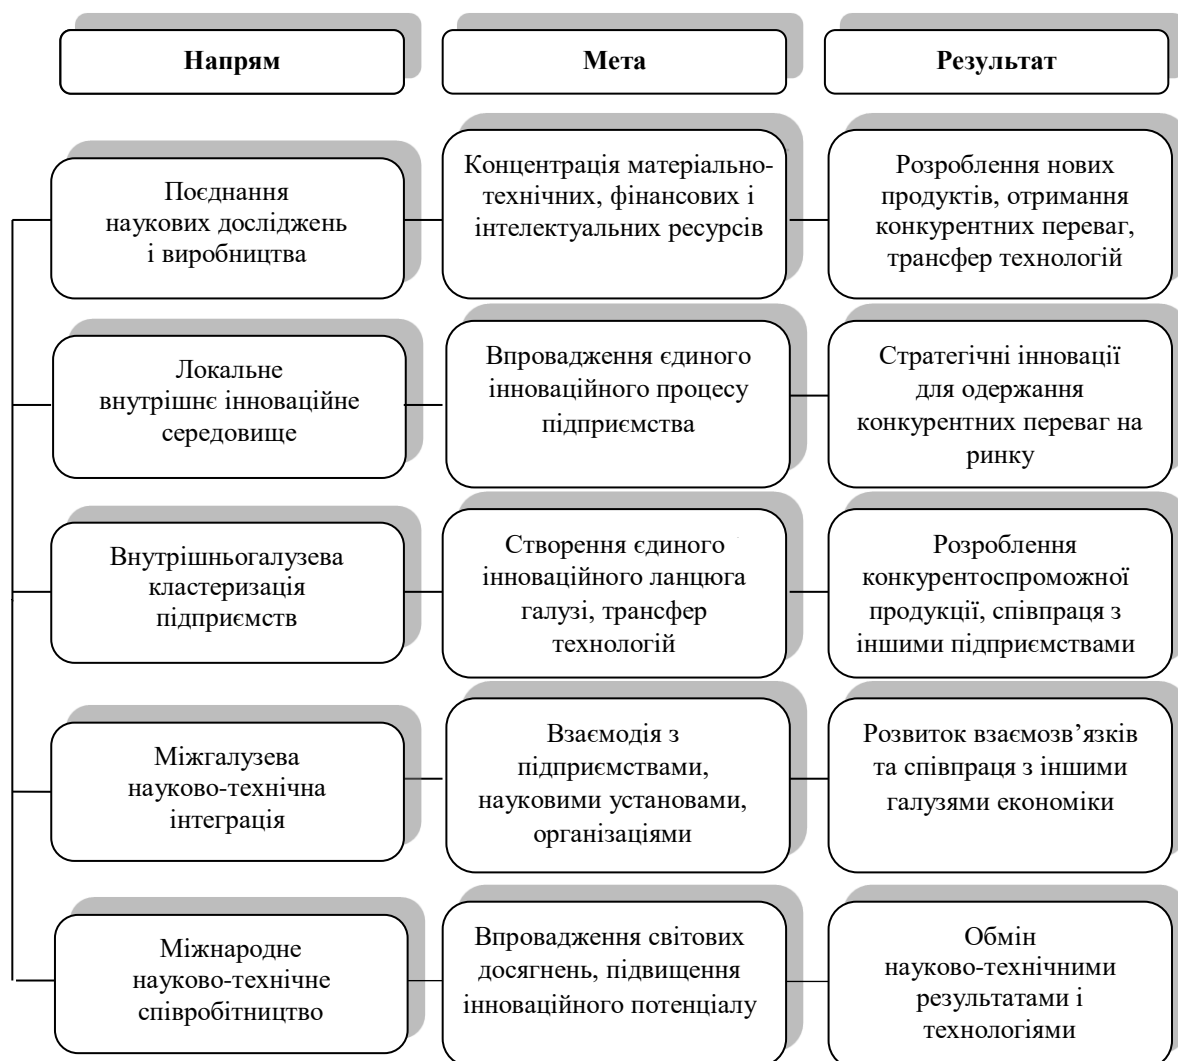 Напрям
Мета
Результат
Поєднання
наукових досліджень
і виробництва
Концентрація матеріально-
технічних, фінансових і
інтелектуальних ресурсів
Розроблення нових
продуктів, отримання
конкурентних переваг,
трансфер технологій
Локальне
внутрішнє інноваційне
середовище
Впровадження єдиного
інноваційного процесу
підприємства
Стратегічні інновації
для одержання
конкурентних переваг на
ринку
Внутрішньогалузева
кластеризація
підприємств
Створення єдиного
інноваційного ланцюга
галузі, трансфер
технологій
Розроблення
конкурентоспроможної
продукції, співпраця з
іншими підприємствами
Міжгалузева
науково-технічна
інтеграція
Взаємодія з
підприємствами,
науковими установами,
організаціями
Розвиток взаємозв’язків
та співпраця з іншими
галузями економіки
Міжнародне
науково-технічне
співробітництво
Впровадження світових
досягнень, підвищення
інноваційного потенціалу
Обмін
науково-технічними
результатами і
технологіями